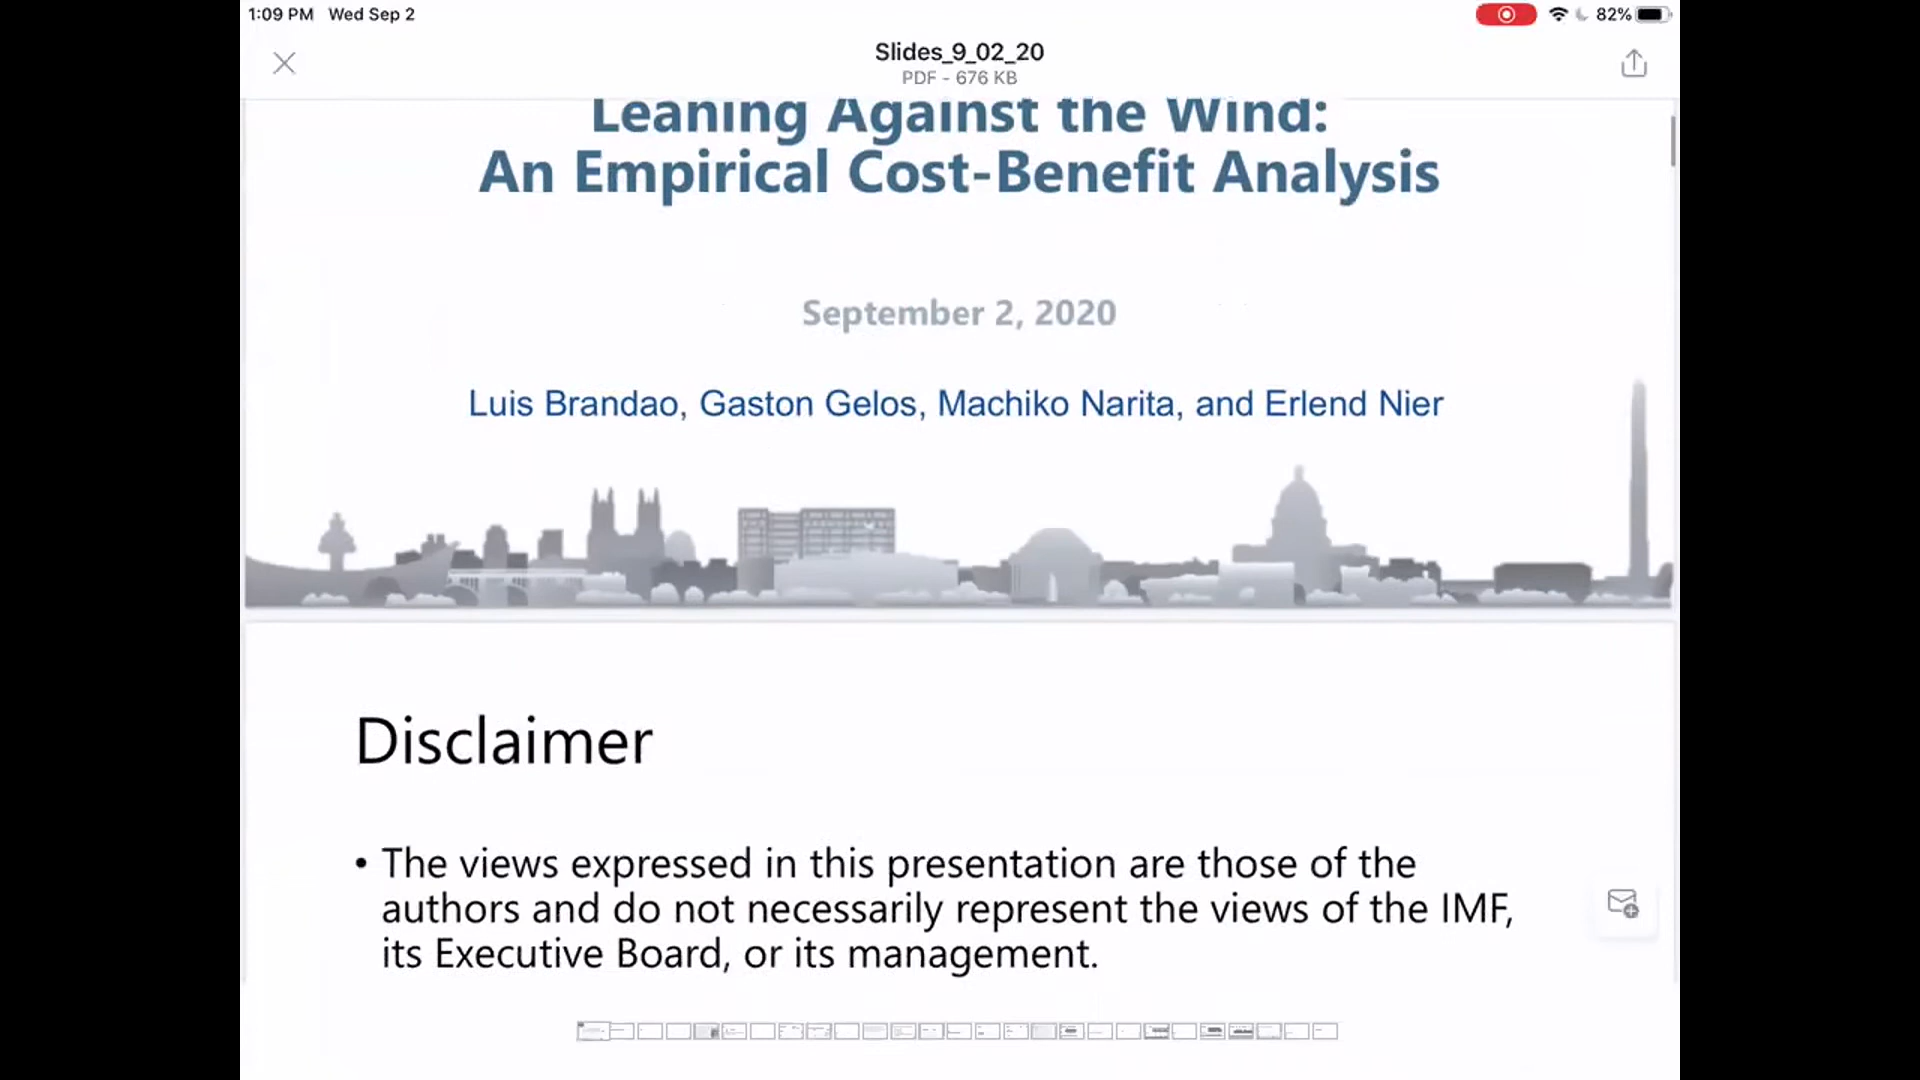 1:09 PM Wed Sep 2
82%
Slides_9_02_20
PDF - 676 KB
Leaning Against the Wind:
An Empirical Cost-Benefit Analysis
September 2, 2020
Luis Brandao, Gaston Gelos, Machiko Narita, and Erlend Nier
Disclaimer
• The views expressed in this presentation are those of the
authors and do not necessarily represent the views of the IMF,
its Executive Board, or its management.